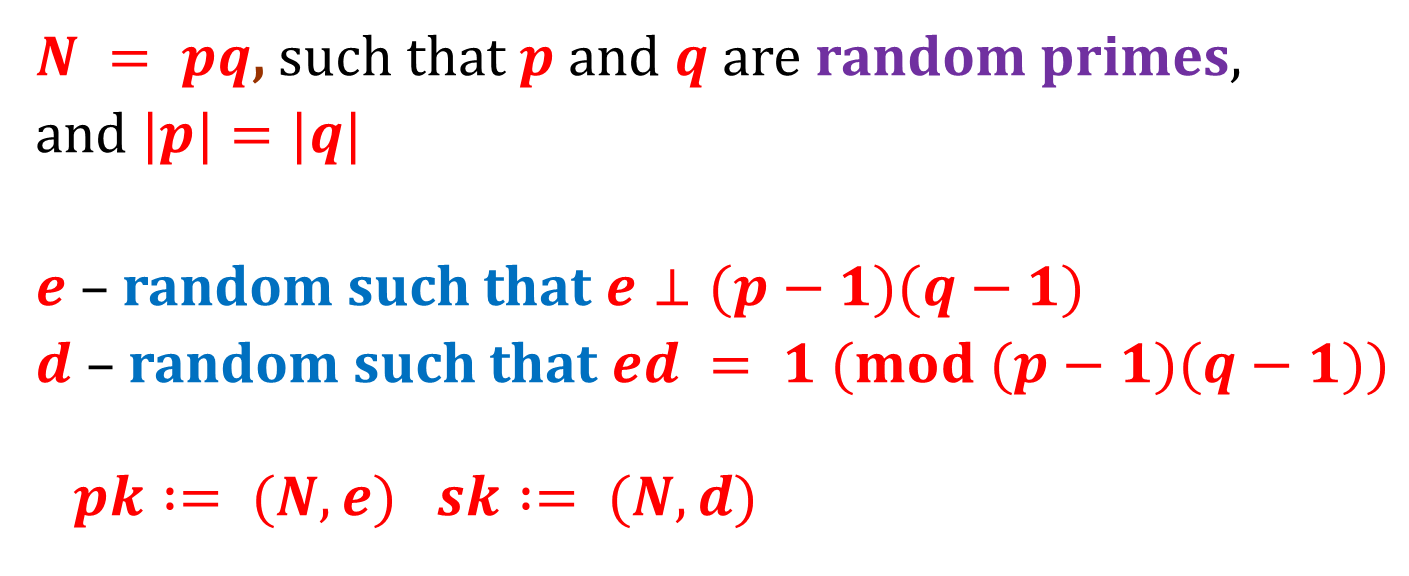 N = pq, such that p and q are random primes,
and |p| = |q|
e – random such that e ⊥ (p − 1)(q − 1)
d – random such that ed = 1 (mod (p − 1)(q − 1))
pk := (N, e) sk := (N, d)